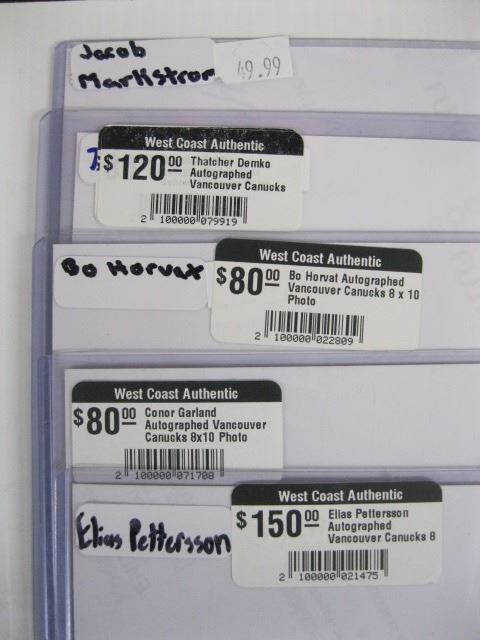 Jacob
Markstrom
49.99
West Coast Authentic
$120.00 Thatcher Demko
Autographed
Vancouver Canucks
2 100000 079919
Bo Horvat
West Coast Authentic
$80.00 Bo Horvat Autographed
Vancouver Canucks 8 x 10
Photo
2 100000 022809
West Coast Authentic
$80.00 Conor Garland
Autographed Vancouver
Canucks 8x10 Photo
2 100000 071708
Elias Pettersson
West Coast Authentic
$150.00 Elias Pettersson
Autographed
Vancouver Canucks 8
2 100000 021475